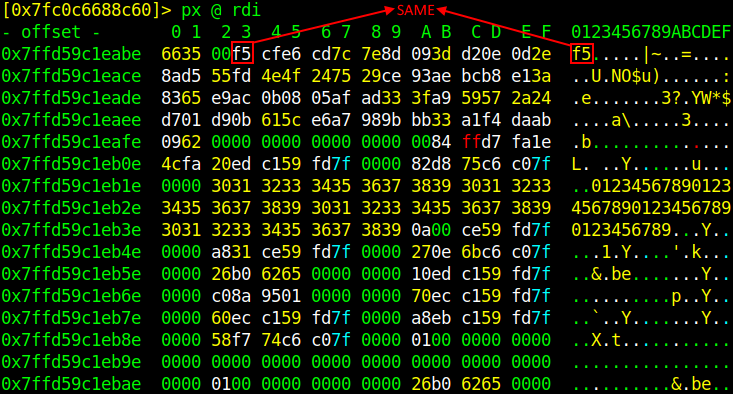 [0x7fc0c6688c60]> px @ rdi
SAME
- offset -   0 1  2 3  4 5  6 7  8 9  A B  C D  E F  0123456789ABCDEF
0x7ffd59c1eabe  6635 00f5 cfe6 cd7c 7e8d 093d d20e 0d2e  f5.....|~..=....
0x7ffd59c1eace  8ad5 55fd 4e4f 2475 29ce 93ae bcb8 e13a  ..U.NO$u)......:
0x7ffd59c1eade  8365 e9ac 0b08 05af ad33 3fa9 5957 2a24  .e.......3?.YW*$
0x7ffd59c1eaee  d701 d90b 615c e6a7 989b bb33 a1f4 daab  ....a\.....3....
0x7ffd59c1eafe  0962 0000 0000 0000 0000 0084 ffd7 fa1e  .b..............
0x7ffd59c1eb0e  4cfa 20ed c159 fd7f 0000 82d8 75c6 c07f  L. ..Y......u...
0x7ffd59c1eb1e  0000 3031 3233 3435 3637 3839 3031 3233  ..01234567890123
0x7ffd59c1eb2e  3435 3637 3839 3031 3233 3435 3637 3839  4567890123456789
0x7ffd59c1eb3e  3031 3233 3435 3637 3839 0a00 ce59 fd7f  0123456789...Y..
0x7ffd59c1eb4e  0000 a831 ce59 fd7f 0000 270e 6bc6 c07f  ...1.Y....'.k...
0x7ffd59c1eb5e  0000 26b0 6265 0000 0000 10ed c159 fd7f  ..&.be.......Y..
0x7ffd59c1eb6e  0000 c08a 9501 0000 0000 70ec c159 fd7f  ..........p..Y..
0x7ffd59c1eb7e  0000 60ec c159 fd7f 0000 a8eb c159 fd7f  ..`..Y.......Y..
0x7ffd59c1eb8e  0000 58f7 74c6 c07f 0000 0100 0000 0000  ..X.t...........
0x7ffd59c1eb9e  0000 0000 0000 0000 0000 0000 0000 0000  ................
0x7ffd59c1ebae  0000 0100 0000 0000 0000 26b0 6265 0000  ..........&.be..